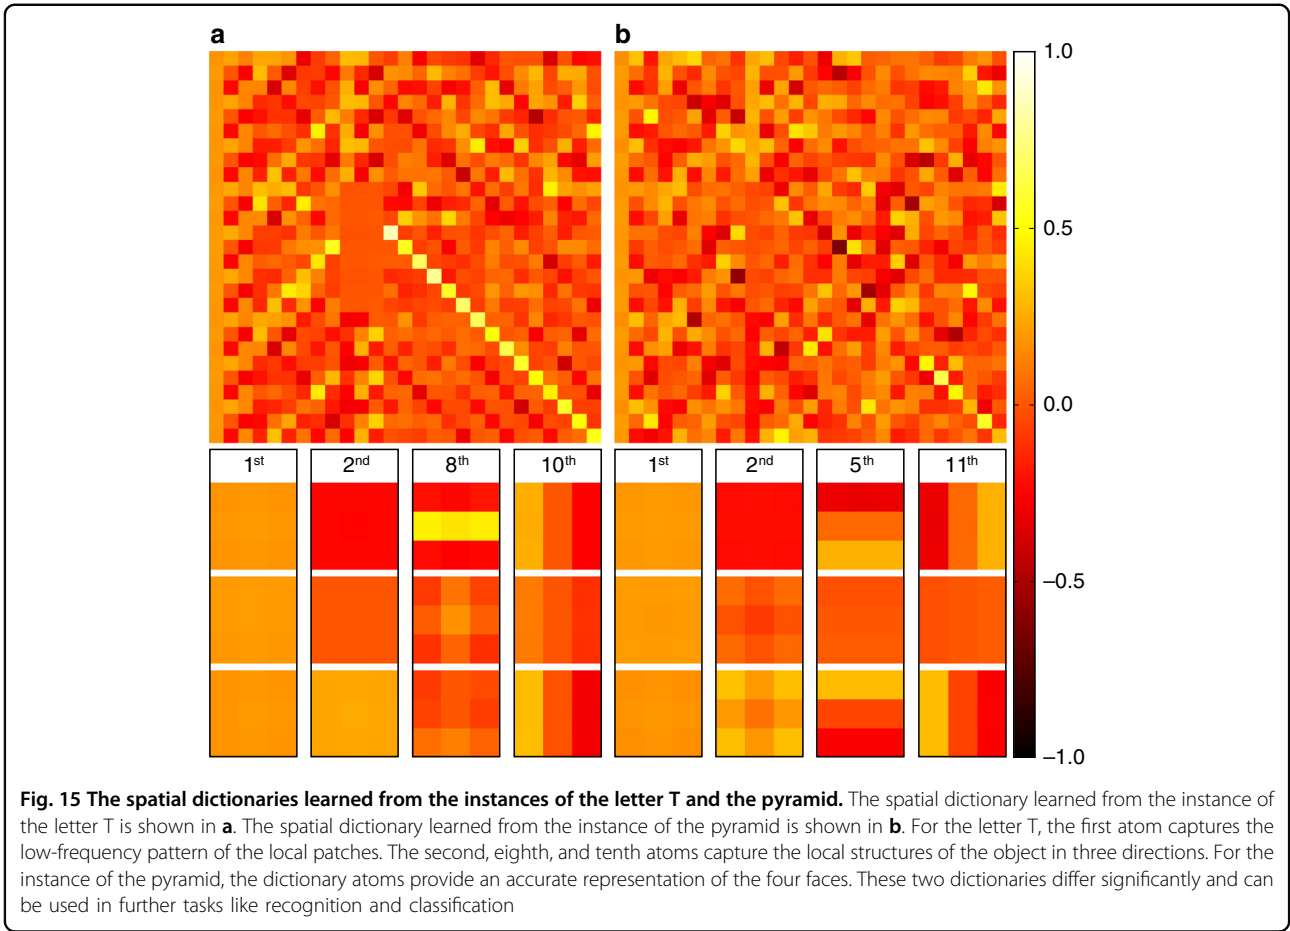 a b
1.0
0.5
0.0
−0.5
−1.0
1st 2nd 8th 10th 1st 2nd 5th 11th
Fig. 15 The spatial dictionaries learned from the instances of the letter T and the pyramid. The spatial dictionary learned from the instance of
the letter T is shown in a. The spatial dictionary learned from the instance of the pyramid is shown in b. For the letter T, the first atom captures the
low-frequency pattern of the local patches. The second, eighth, and tenth atoms capture the local structures of the object in three directions. For the
instance of the pyramid, the dictionary atoms provide an accurate representation of the four faces. These two dictionaries differ significantly and can
be used in further tasks like recognition and classification